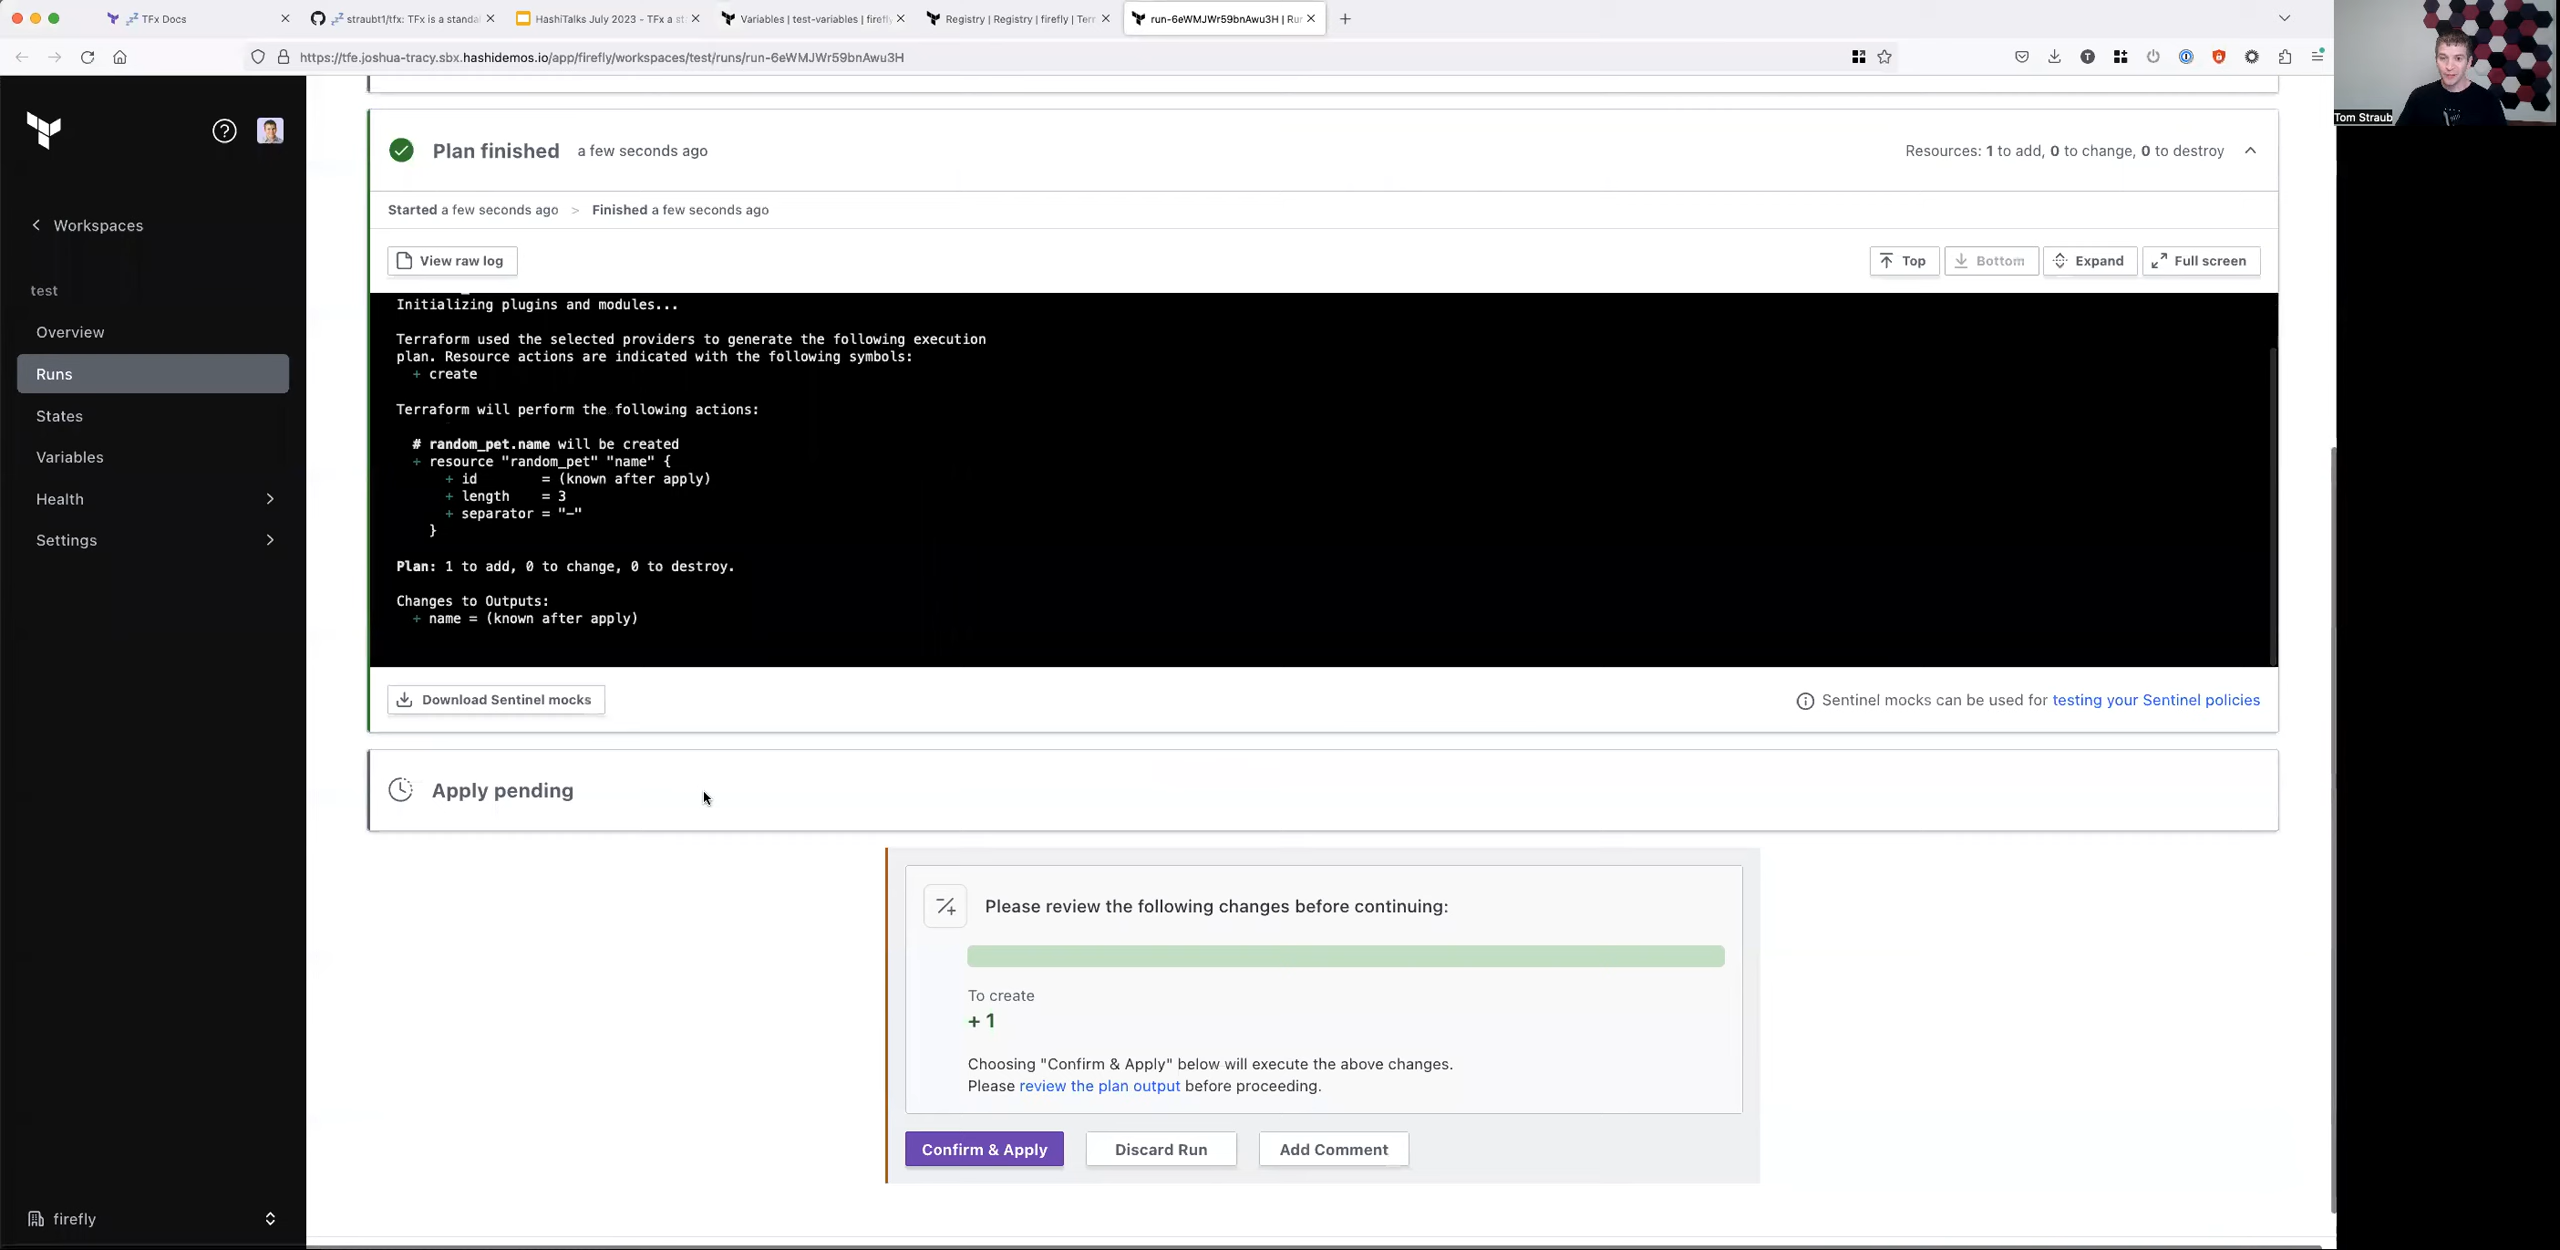 TFx Docs
straubt1/tfx: TFx is a standal
HashiTalks July 2023 - TFx a st
Variables | test-variables | firefly
Registry | Registry | firefly | Terr
run-6eWMJWr59bnAwu3H | Ru
https://tfe.joshua-tracy.sbx.hashidemos.io/app/firefly/workspaces/test/runs/run-6eWMJWr59bnAwu3H
Tom Straub
Workspaces
test
Overview
Runs
States
Variables
Health
Settings
firefly
Plan finished a few seconds ago
Resources: 1 to add, 0 to change, 0 to destroy
Started a few seconds ago > Finished a few seconds ago
View raw log
Top
Bottom
Expand
Full screen
Initializing plugins and modules...
Terraform used the selected providers to generate the following execution
plan. Resource actions are indicated with the following symbols:
+ create
Terraform will perform the following actions:
# random_pet.name will be created
+ resource "random_pet" "name" {
+ id = (known after apply)
+ length = 3
+ separator = "-"
}
Plan: 1 to add, 0 to change, 0 to destroy.
Changes to Outputs:
+ name = (known after apply)
Download Sentinel mocks
Sentinel mocks can be used for testing your Sentinel policies
Apply pending
Please review the following changes before continuing:
To create
+ 1
Choosing "Confirm & Apply" below will execute the above changes.
Please review the plan output before proceeding.
Confirm & Apply
Discard Run
Add Comment